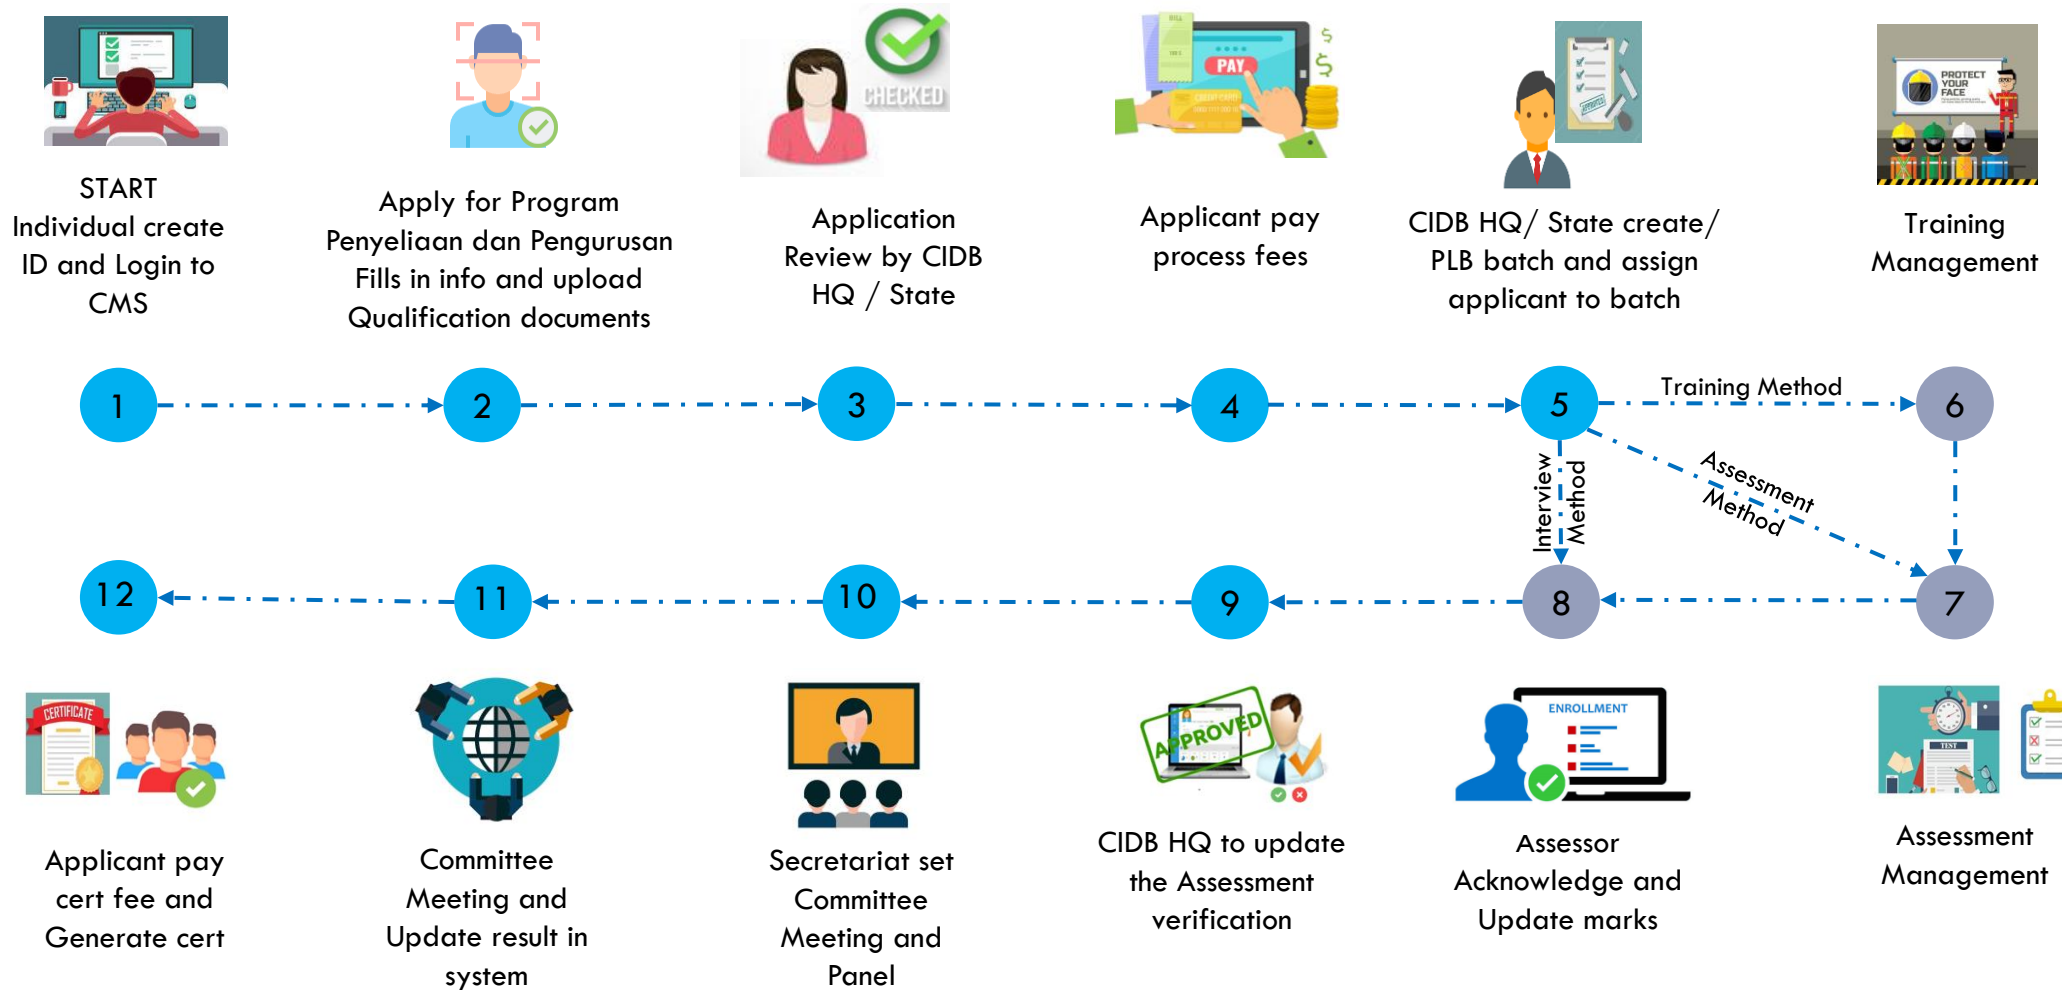 CHECKED
BILL
PAY
CREDIT CARD
$
$
$
APPROVED
PROTECT
YOUR
FACE
START
Individual create
ID and Login to
CMS
Apply for Program
Penyeliaan dan Pengurusan
Fills in info and upload
Qualification documents
Application
Review by CIDB
HQ / State
Applicant pay
process fees
CIDB HQ/ State create/
PLB batch and assign
applicant to batch
Training
Management
1
2
3
4
5
Training Method
6
Interview
Method
Assessment
Method
12
11
10
9
8
7
CERTIFICATE
APPROVED
ENROLLMENT
TEST
Applicant pay
cert fee and
Generate cert
Committee
Meeting and
Update result in
system
Secretariat set
Committee
Meeting and
Panel
CIDB HQ to update
the Assessment
verification
Assessor
Acknowledge and
Update marks
Assessment
Management